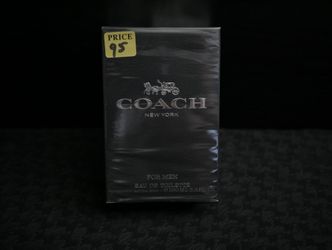 PRICE
95
COACH
NEW YORK
FOR MEN
EAU DE TOILETTE